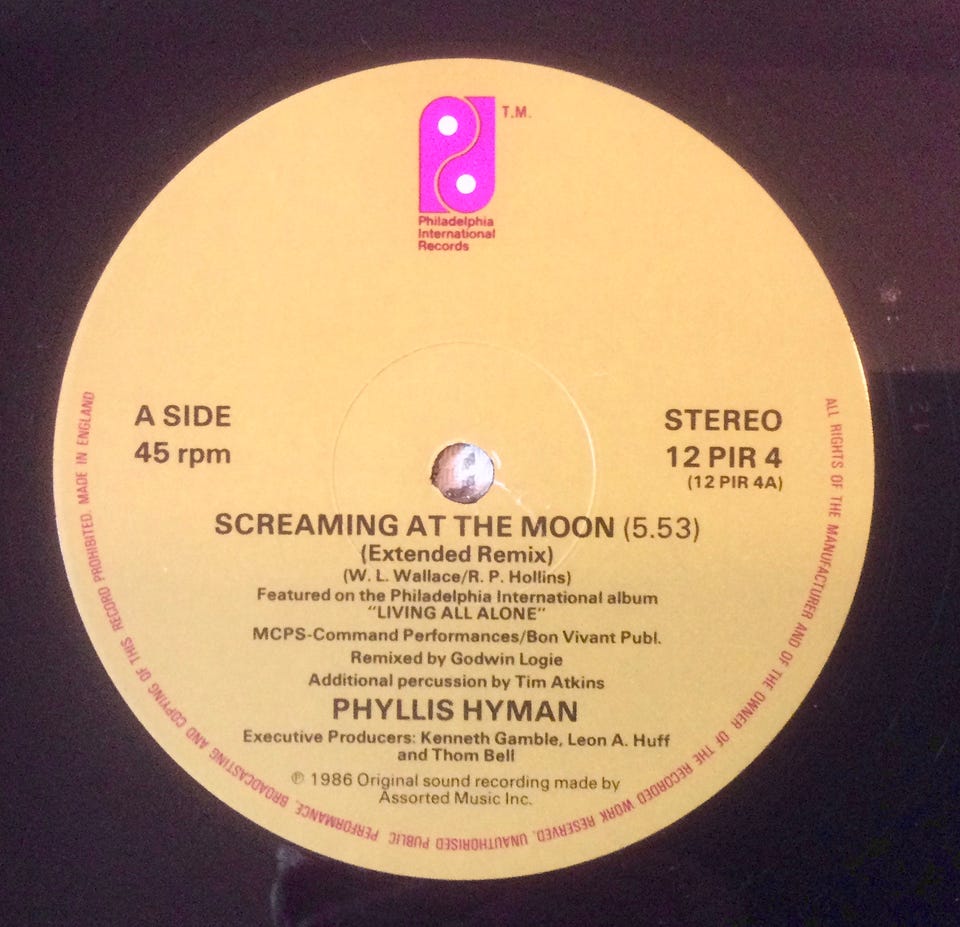 T.M.
Philadelphia
International
Records
A SIDE
45 rpm
STEREO
12 PIR 4
(12 PIR 4A)
SCREAMING AT THE MOON (5.53)
(Extended Remix)
(W. L. Wallace/R. P. Hollins)
Featured on the Philadelphia International album
"LIVING ALL ALONE"
MCPS-Command Performances/Bon Vivant Publ.
Remixed by Godwin Logie
Additional percussion by Tim Atkins
PHYLLIS HYMAN
Executive Producers: Kenneth Gamble, Leon A. Huff
and Thom Bell
℗ 1986 Original sound recording made by
Assorted Music Inc.
ALL RIGHTS OF THE MANUFACTURER AND OF THE OWNER OF THE RECORDED WORK RESERVED. UNAUTHORISED PUBLIC PERFORMANCE, BROADCASTING AND COPYING OF THIS RECORD PROHIBITED. MADE IN ENGLAND